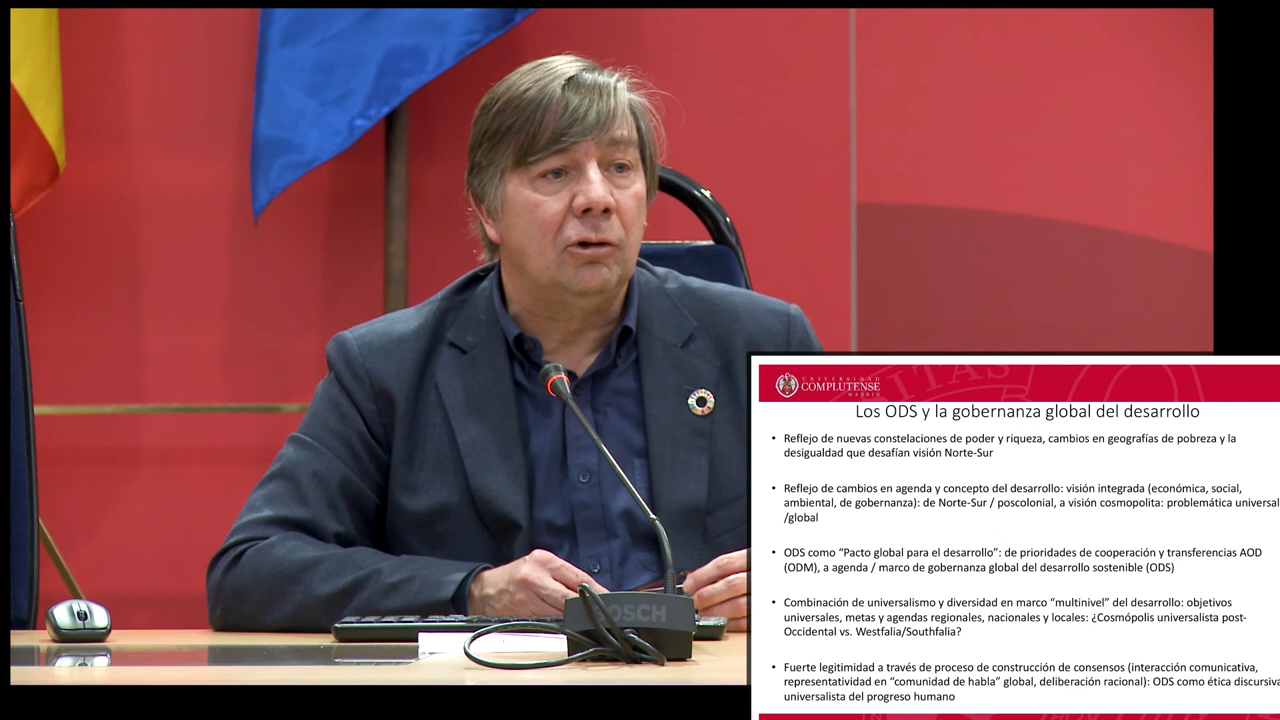 UNIVERSIDAD
COMPLUTENSE
MADRID
Los ODS y la gobernanza global del desarrollo
• Reflejo de nuevas constelaciones de poder y riqueza, cambios en geografías de pobreza y la
desigualdad que desafían visión Norte-Sur
• Reflejo de cambios en agenda y concepto del desarrollo: visión integrada (económica, social,
ambiental, de gobernanza): de Norte-Sur / poscolonial, a visión cosmopolita: problemática universal
/global
• ODS como “Pacto global para el desarrollo”: de prioridades de cooperación y transferencias AOD
(ODM), a agenda / marco de gobernanza global del desarrollo sostenible (ODS)
• Combinación de universalismo y diversidad en marco “multinivel” del desarrollo: objetivos
universales, metas y agendas regionales, nacionales y locales: ¿Cosmópolis universalista post-
Occidental vs. Westfalia/Southfalia?
• Fuerte legitimidad a través de proceso de construcción de consensos (interacción comunicativa,
representatividad en “comunidad de habla” global, deliberación racional): ODS como ética discursiva
universalista del progreso humano
BOSCH